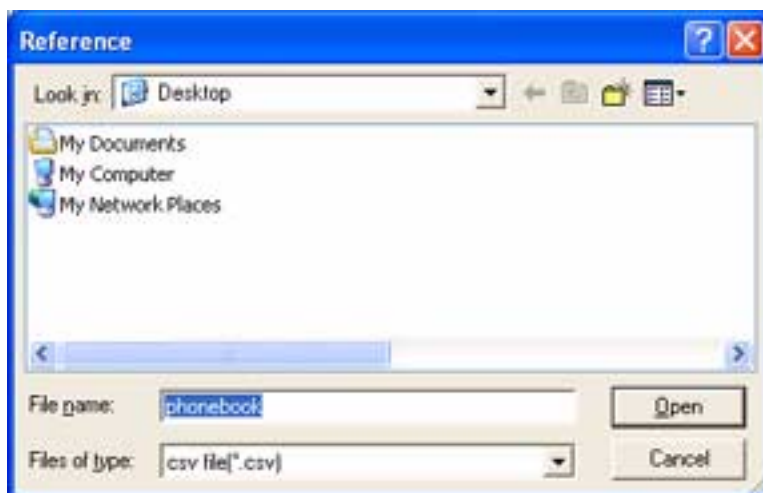 Reference
Look in: Desktop
My Documents
My Computer
My Network Places
File name: phonebook
Open
Files of type: csv file(*.csv)
Cancel